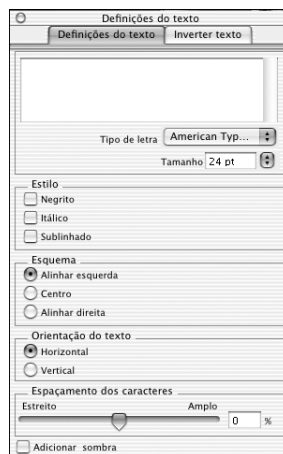 Definições do texto
Definições do texto Inverter texto
Tipo de letra American Typ...
Tamanho 24 pt
Estilo
Negrito
Itálico
Sublinhado
Esquema
Alinhar esquerda
Centro
Alinhar direita
Orientação do texto
Horizontal
Vertical
Espaçamento dos caracteres
Estreito Amplo
0 %
Adicionar sombra